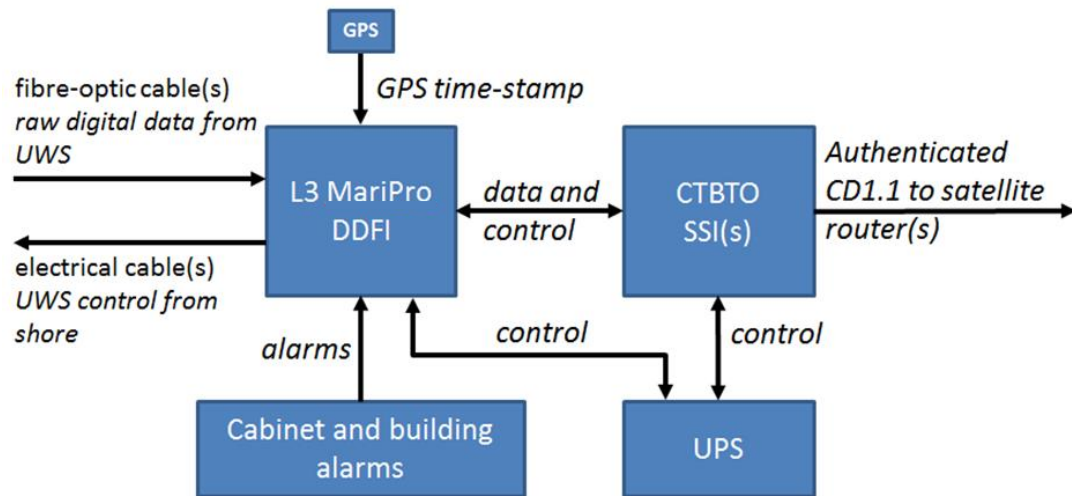 GPS
GPS time-stamp
fibre-optic cable(s)
raw digital data from
UWS
L3 MariPro
DDFI
data and
control
CTBTO
SSI(s)
Authenticated
CD1.1 to satellite
router(s)
electrical cable(s)
UWS control from
shore
alarms
control
control
Cabinet and building
alarms
UPS